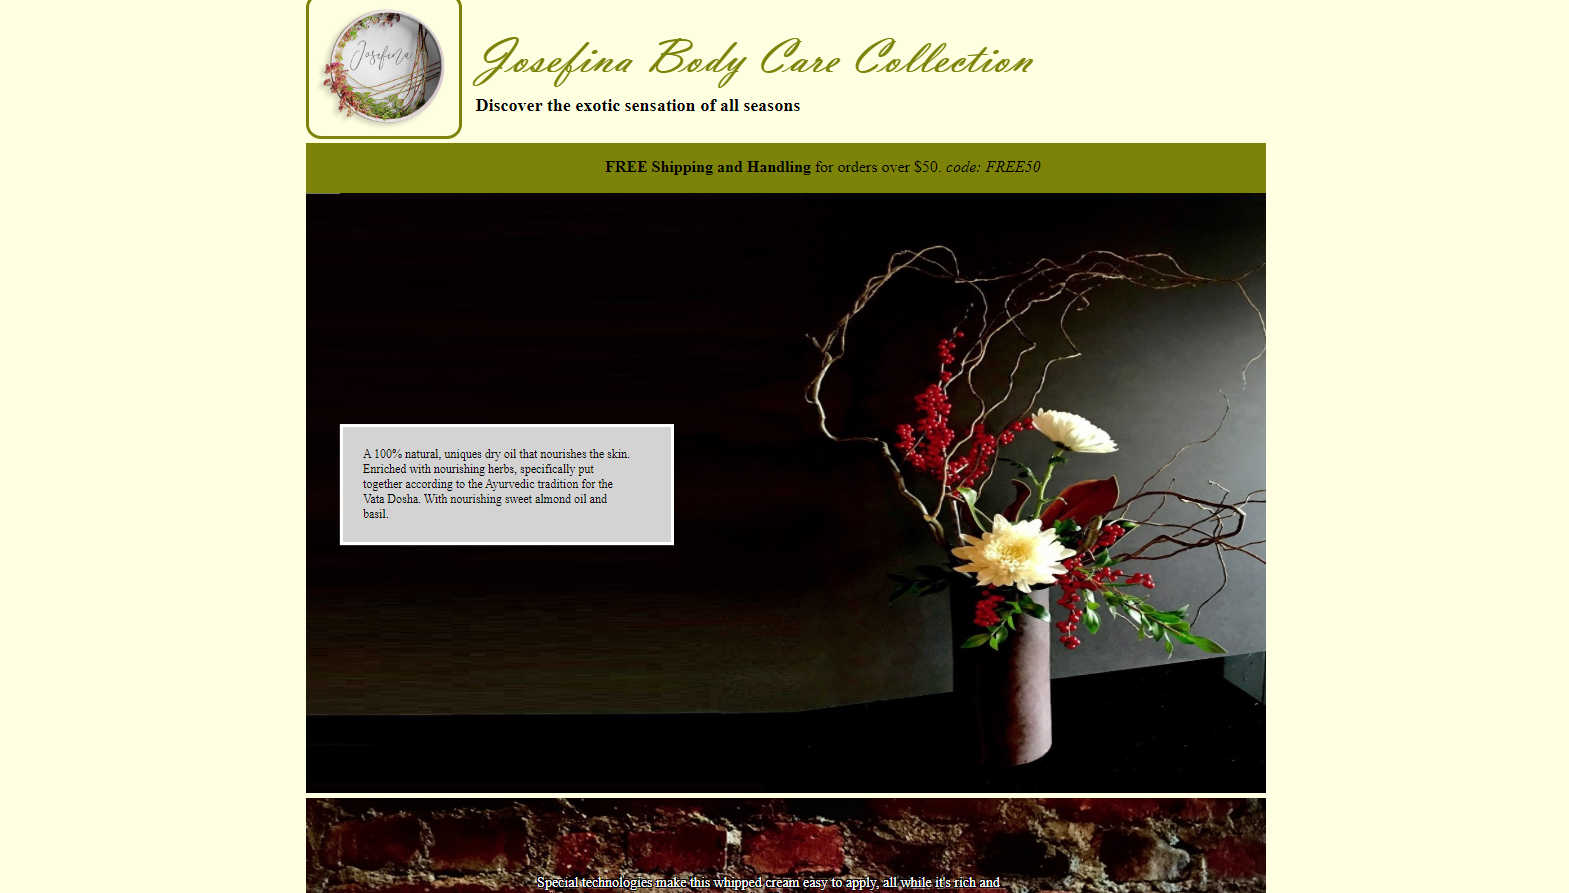 Josefina
Josefina Body Care Collection
Discover the exotic sensation of all seasons
FREE Shipping and Handling for orders over $50. code: FREE50
A 100% natural, uniques dry oil that nourishes the skin.
Enriched with nourishing herbs, specifically put
together according to the Ayurvedic tradition for the
Vata Dosha. With nourishing sweet almond oil and
basil.
Special technologies make this whipped cream easy to apply, all while it's rich and